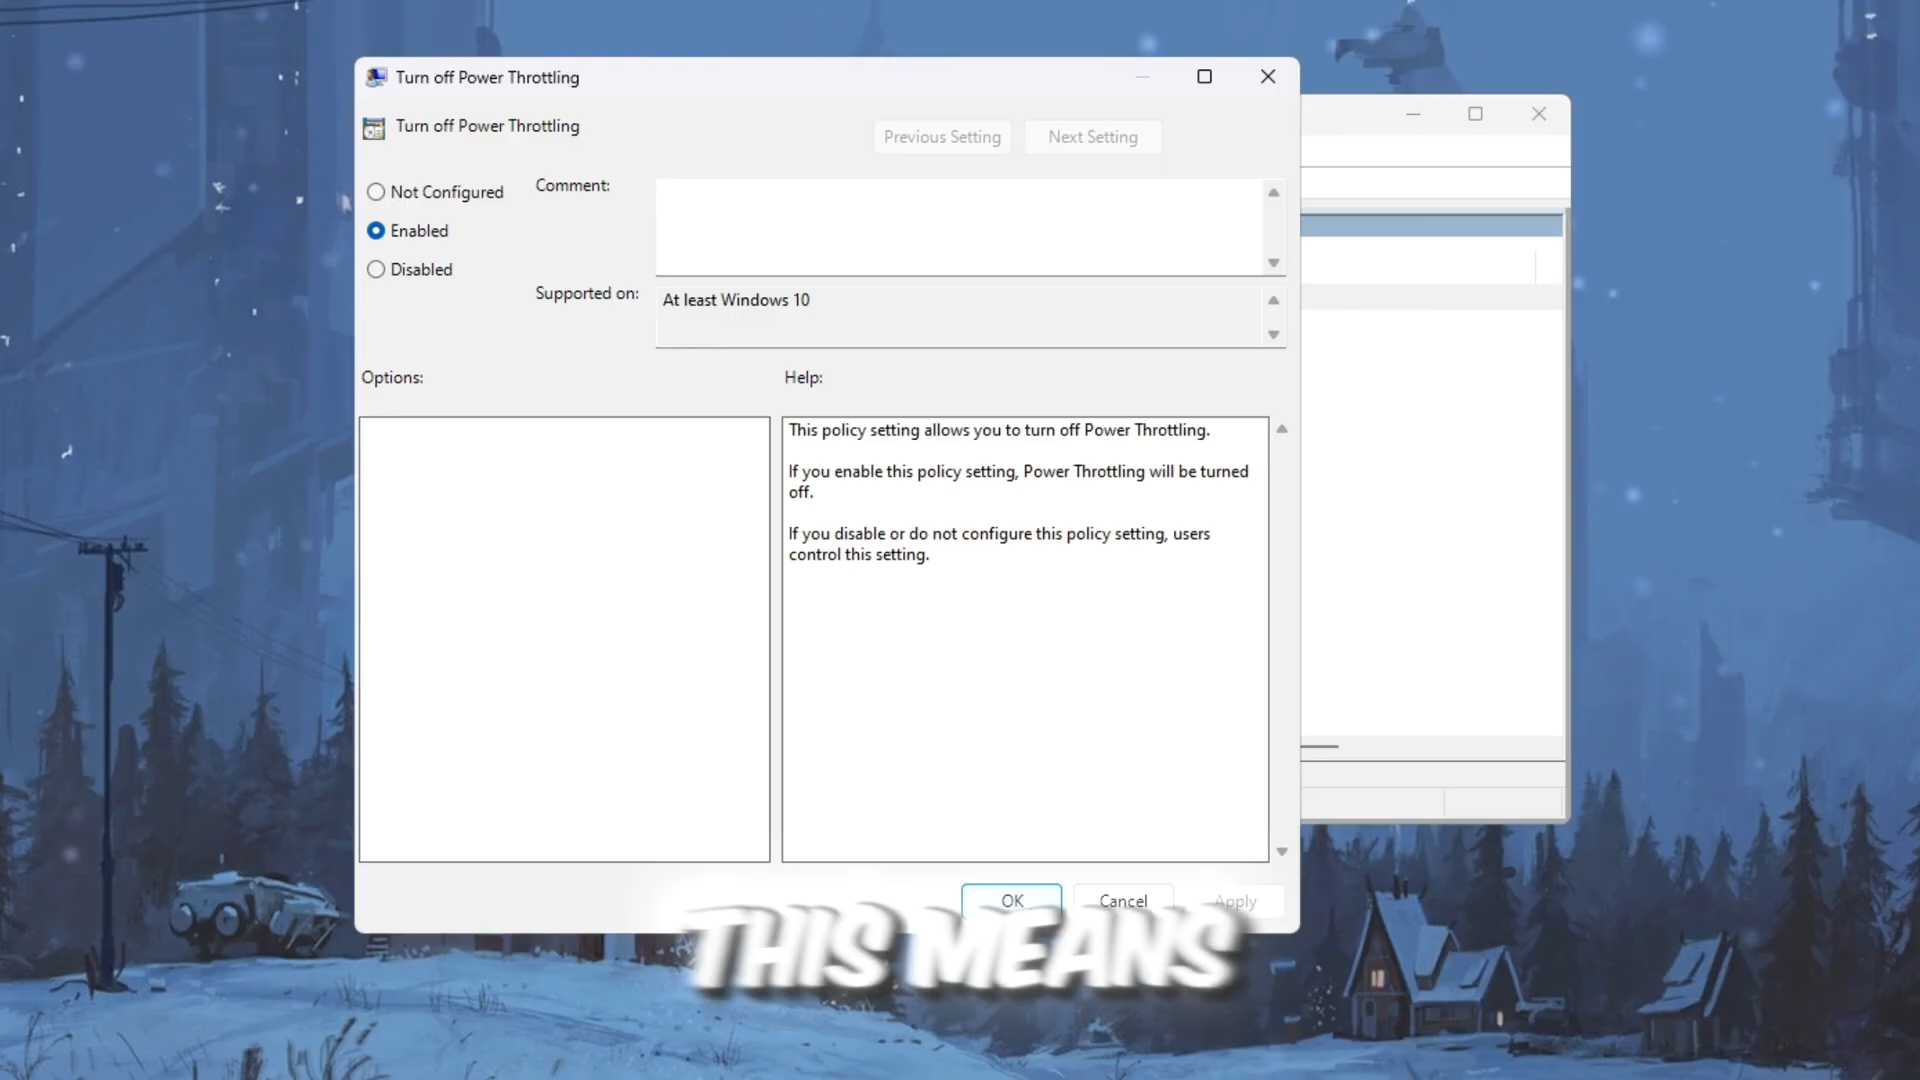 Turn off Power Throttling
Turn off Power Throttling
Previous Setting
Next Setting
Not Configured
Comment:
Enabled
Disabled
Supported on:
At least Windows 10
Options:
Help:
This policy setting allows you to turn off Power Throttling.
If you enable this policy setting, Power Throttling will be turned
off.
If you disable or do not configure this policy setting, users
control this setting.
OK
Cancel
Apply
THIS MEANS